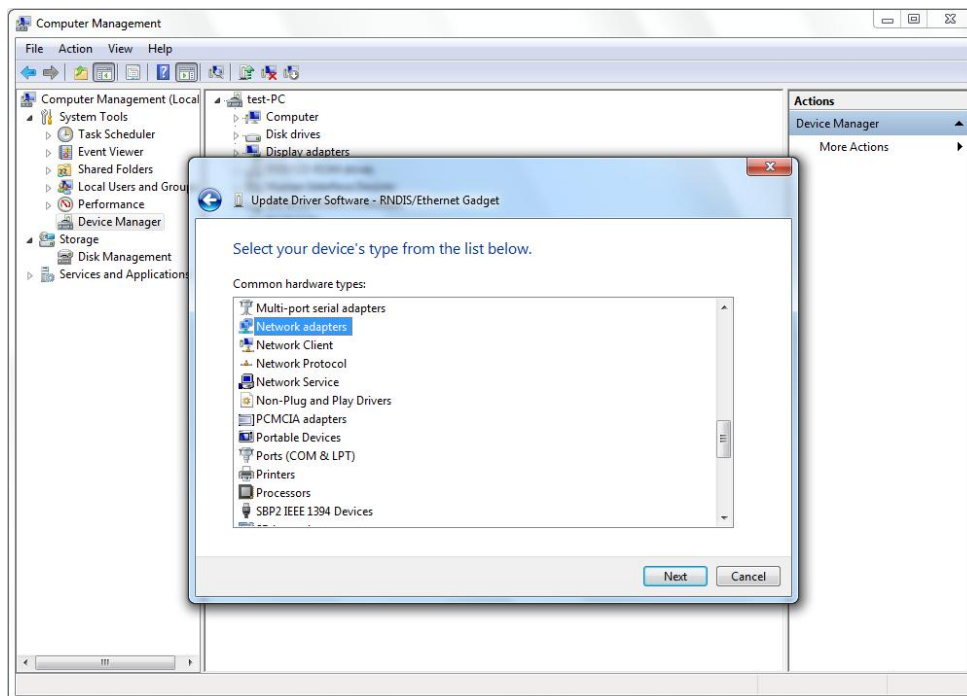 Computer Management
File Action View Help
Computer Management (Local
System Tools
Task Scheduler
Event Viewer
Shared Folders
Local Users and Group
Performance
Device Manager
Storage
Disk Management
Services and Applications
test-PC
Computer
Disk drives
Display adapters
Update Driver Software - RNDIS/Ethernet Gadget
Select your device's type from the list below.
Common hardware types:
Multi-port serial adapters
Network adapters
Network Client
Network Protocol
Network Service
Non-Plug and Play Drivers
PCMCIA adapters
Portable Devices
Ports (COM & LPT)
Printers
Processors
SBP2 IEEE 1394 Devices
Next Cancel
Actions
Device Manager
More Actions